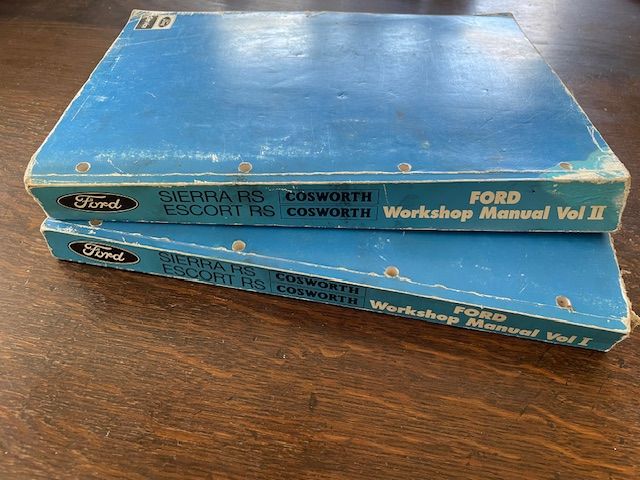 Ford
SIERRA RS COSWORTH
ESCORT RS COSWORTH
FORD
Workshop Manual Vol II
Ford
SIERRA RS COSWORTH
ESCORT RS COSWORTH
FORD
Workshop Manual Vol I